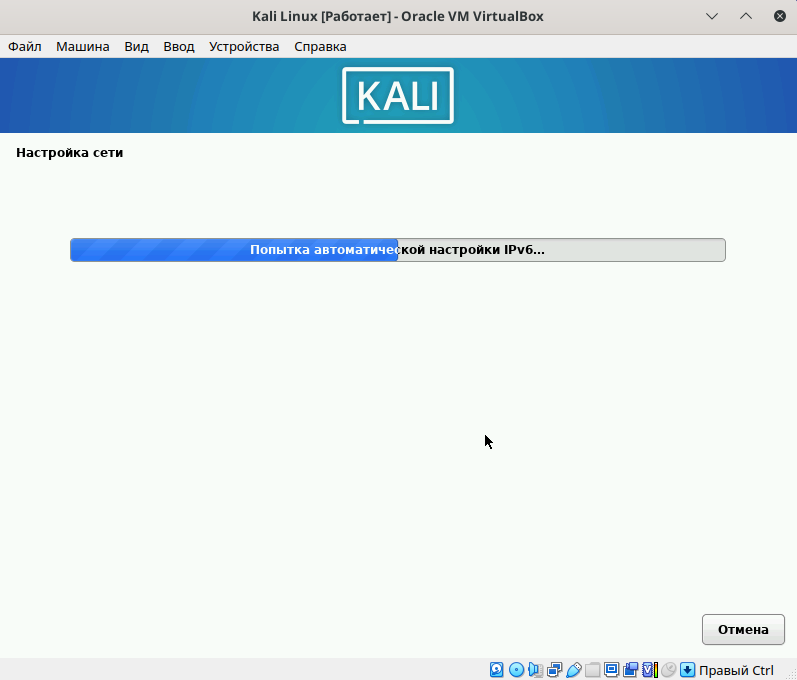 Kali Linux [Работает] - Oracle VM VirtualBox
Файл Машина Вид Ввод Устройства Справка
KALI
Настройка сети
Попытка автоматической настройки IPv6...
Отмена
Правый Ctrl